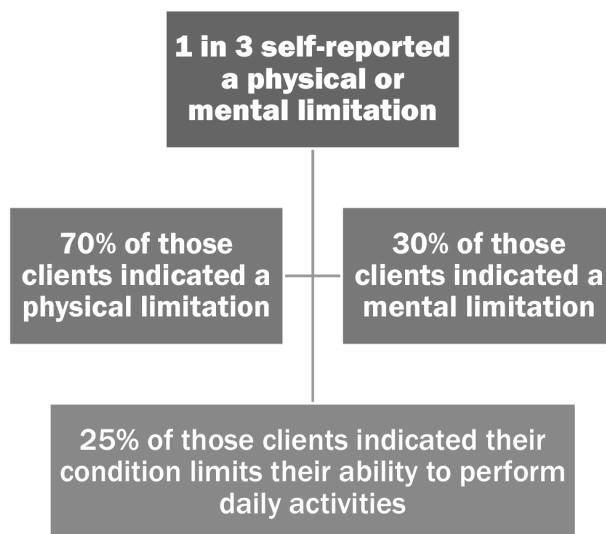 1 in 3 self-reported
a physical or
mental limitation
70% of those
clients indicated a
physical limitation
30% of those
clients indicated a
mental limitation
25% of those clients indicated their
condition limits their ability to perform
daily activities